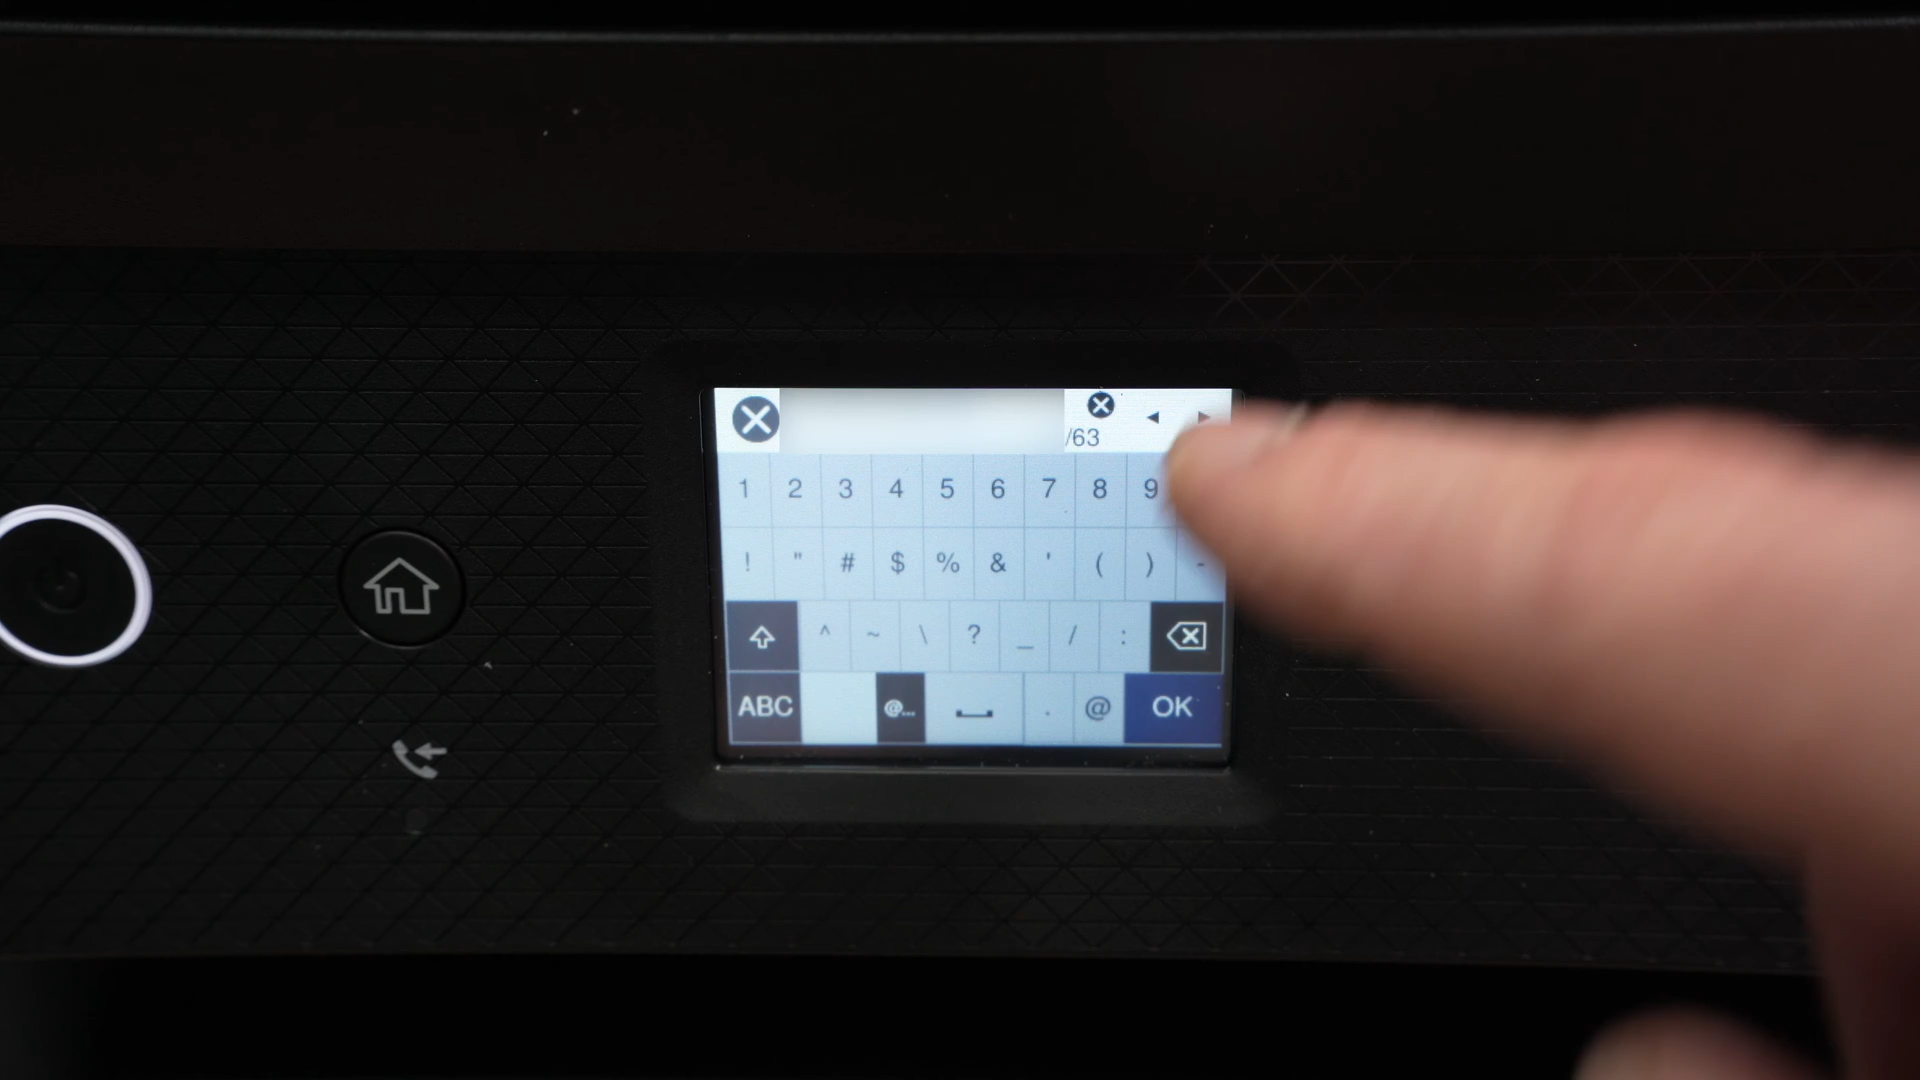 /63
1 2 3 4 5 6 7 8 9
! " # $ % & ' ( ) -
^ ~ \ ? _ / :
ABC @... . @ OK